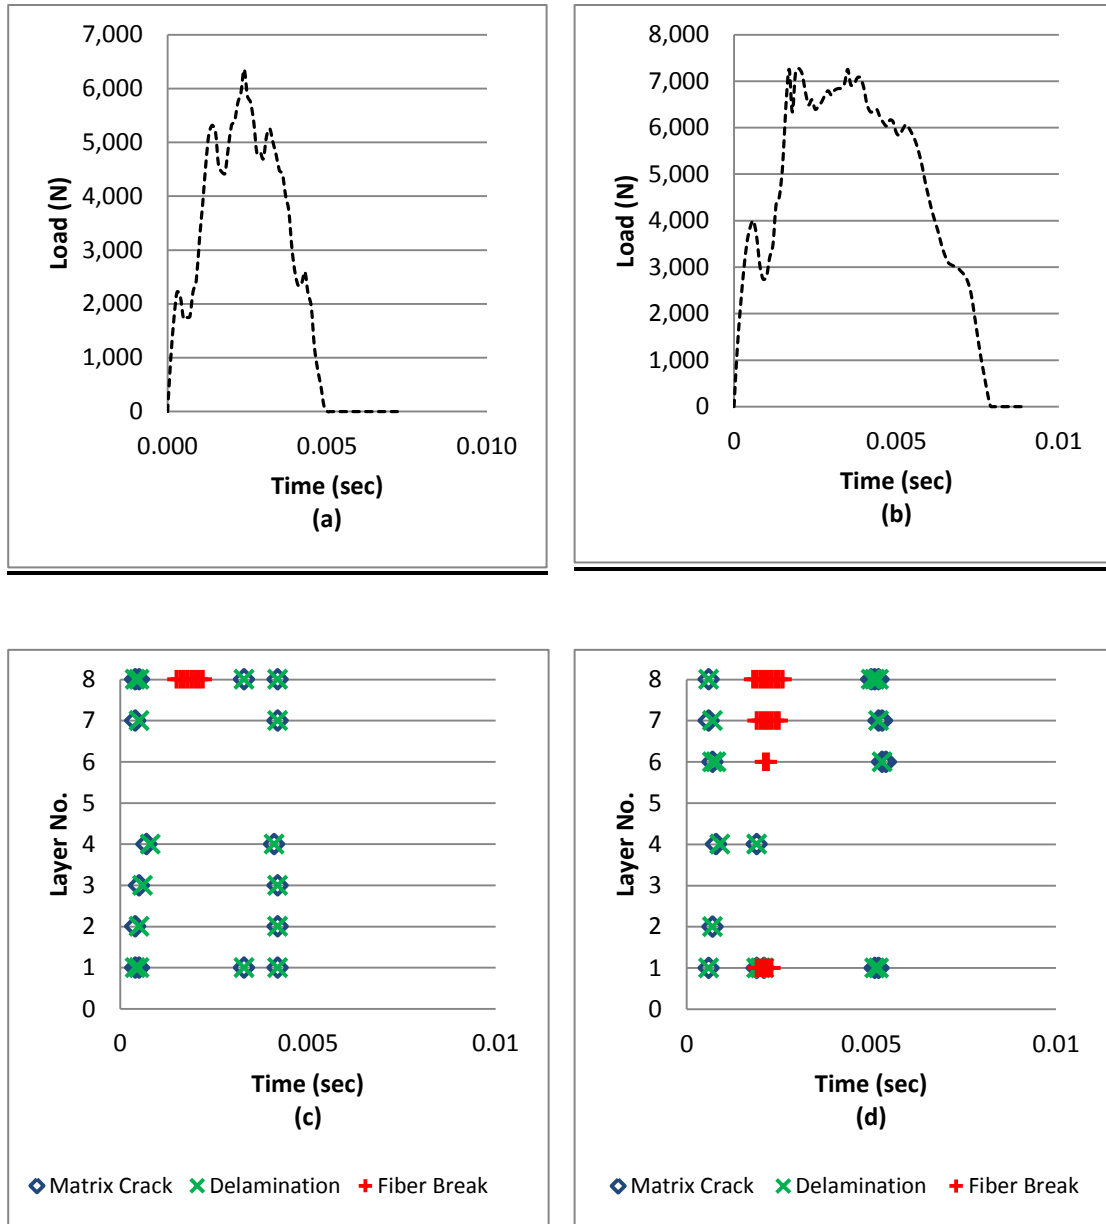 7,000
6,000
5,000
4,000
3,000
2,000
1,000
0
Load (N)
0.000 0.005 0.010
Time (sec)
(a)
8,000
7,000
6,000
5,000
4,000
3,000
2,000
1,000
0
Load (N)
0 0.005 0.01
Time (sec)
(b)
8
7
6
5
4
3
2
1
0
Layer No.
0 0.005 0.01
Time (sec)
(c)
Matrix Crack Delamination Fiber Break
8
7
6
5
4
3
2
1
0
Layer No.
0 0.005 0.01
Time (sec)
(d)
Matrix Crack Delamination Fiber Break